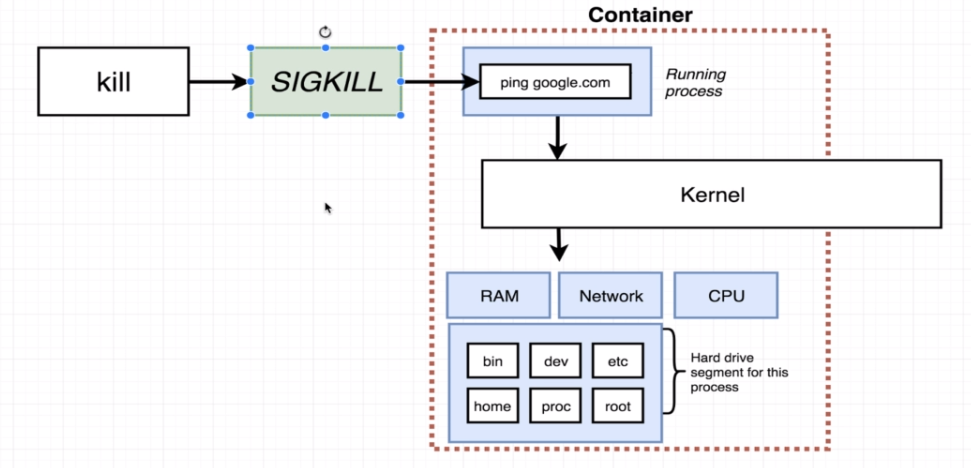 Container
kill
SIGKILL
ping google.com
Running
process
Kernel
RAM
Network
CPU
bin
dev
etc
home
proc
root
Hard drive
segment for this
process